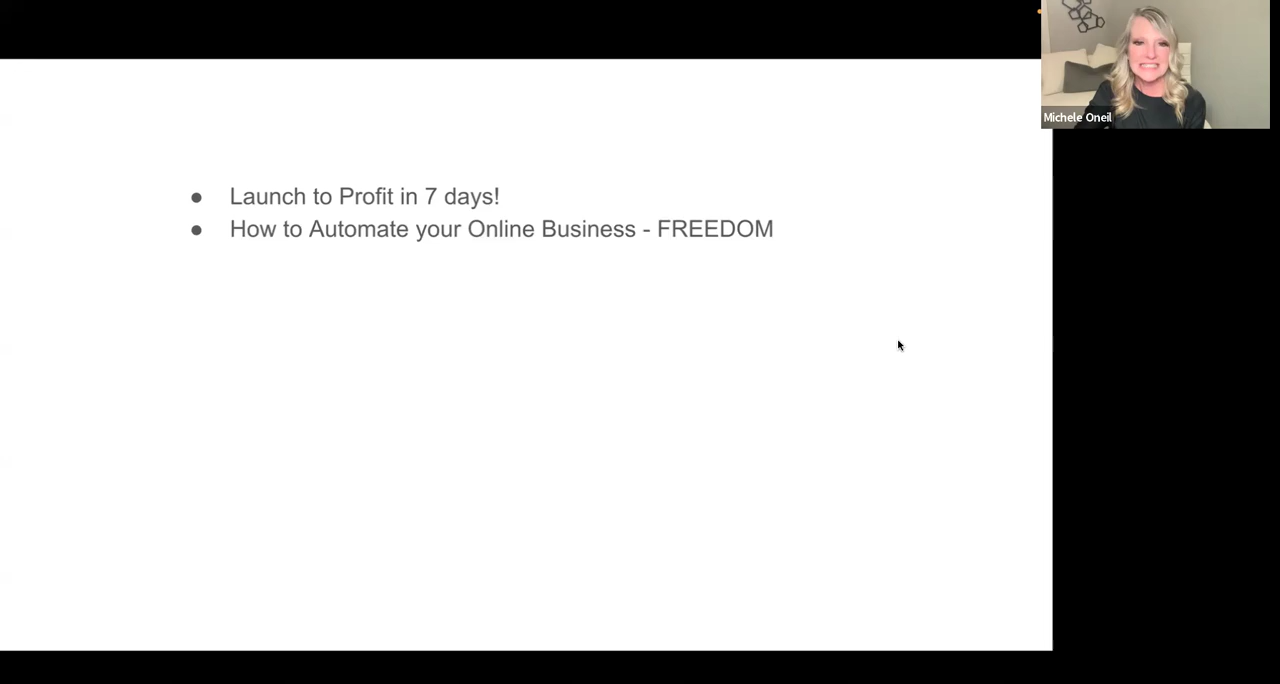 Michele Oneil
● Launch to Profit in 7 days!
● How to Automate your Online Business - FREEDOM